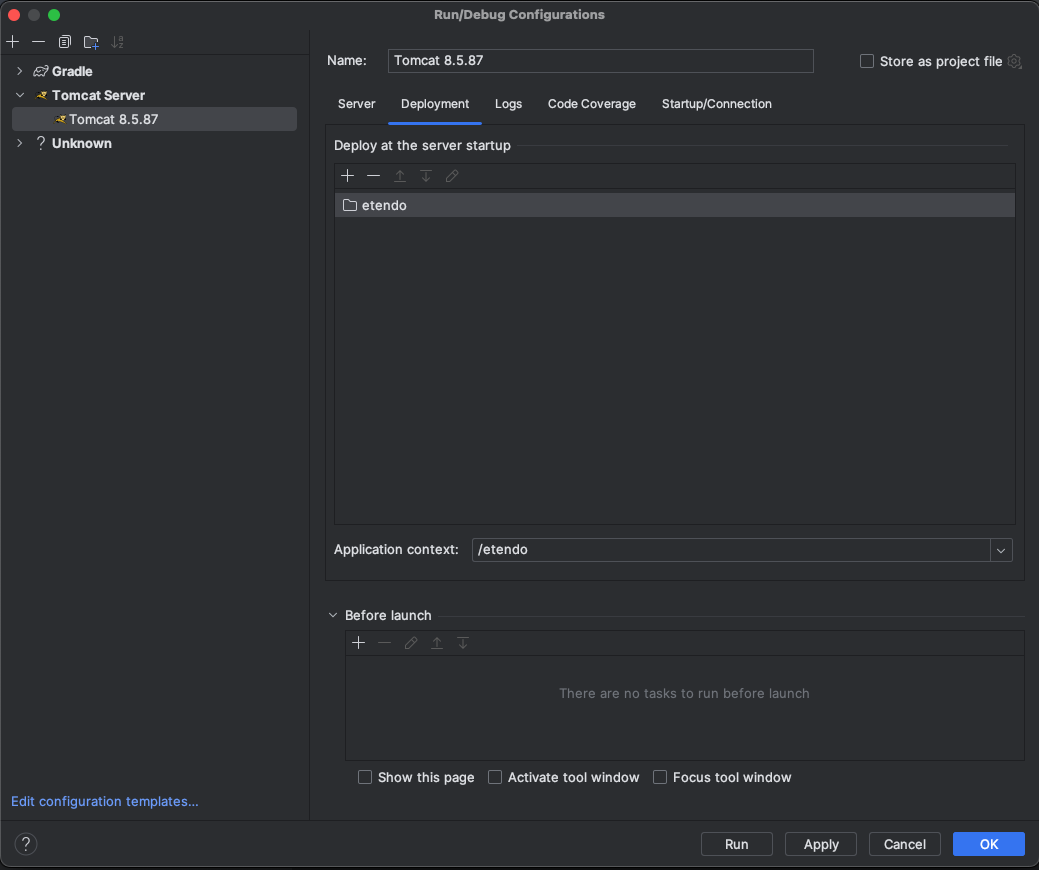 Run/Debug Configurations
Gradle
Tomcat Server
Tomcat 8.5.87
? Unknown
Edit configuration templates...
Name: Tomcat 8.5.87 Store as project file
Server Deployment Logs Code Coverage Startup/Connection
Deploy at the server startup
etendo
Application context: /etendo
Before launch
There are no tasks to run before launch
Show this page Activate tool window Focus tool window
? Run Apply Cancel OK